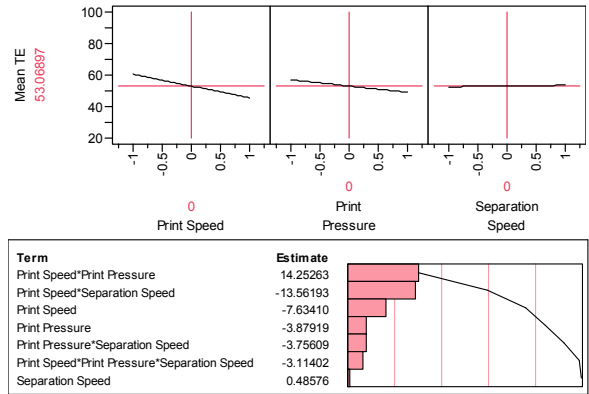 Mean TE
53.06897
100
80
60
40
20
-1 -0.5 0 0.5 1 -1 -0.5 0 0.5 1 -1 -0.5 0 0.5 1
0 0 0
Print Speed Print Pressure Separation Speed
Term Estimate
Print Speed*Print Pressure 14.25263
Print Speed*Separation Speed -13.56193
Print Speed -7.63410
Print Pressure -3.87919
Print Pressure*Separation Speed -3.75609
Print Speed*Print Pressure*Separation Speed -3.11402
Separation Speed 0.48576